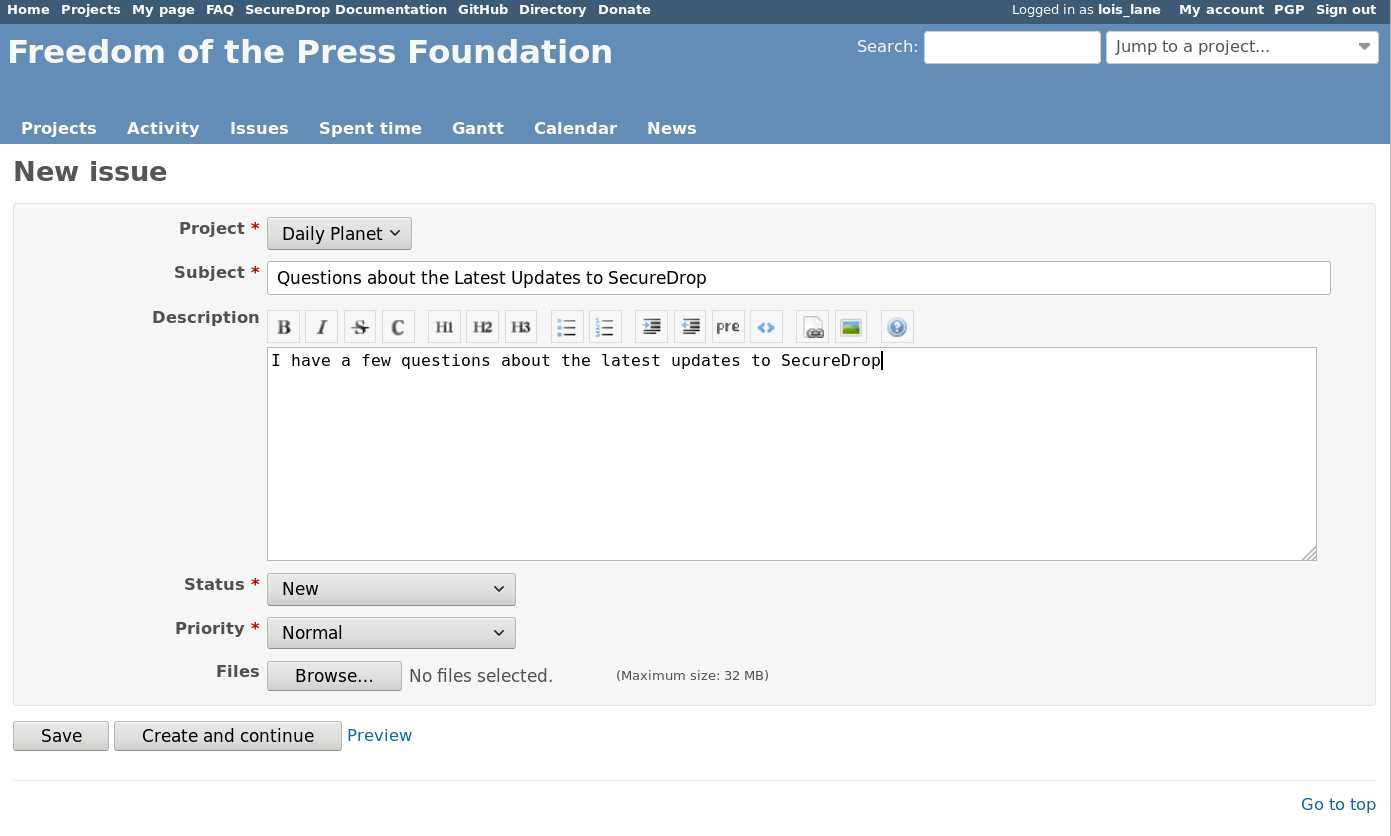 Home Projects My page FAQ SecureDrop Documentation GitHub Directory Donate Logged in as lois_lane My account PGP Sign out
Freedom of the Press Foundation Search: Jump to a project...
Projects Activity Issues Spent time Gantt Calendar News
New issue
Project * Daily Planet
Subject * Questions about the Latest Updates to SecureDrop
Description B I S C H1 H2 H3 pre <> ?
I have a few questions about the latest updates to SecureDrop
Status * New
Priority * Normal
Files Browse... No files selected. (Maximum size: 32 MB)
Save Create and continue Preview
Go to top